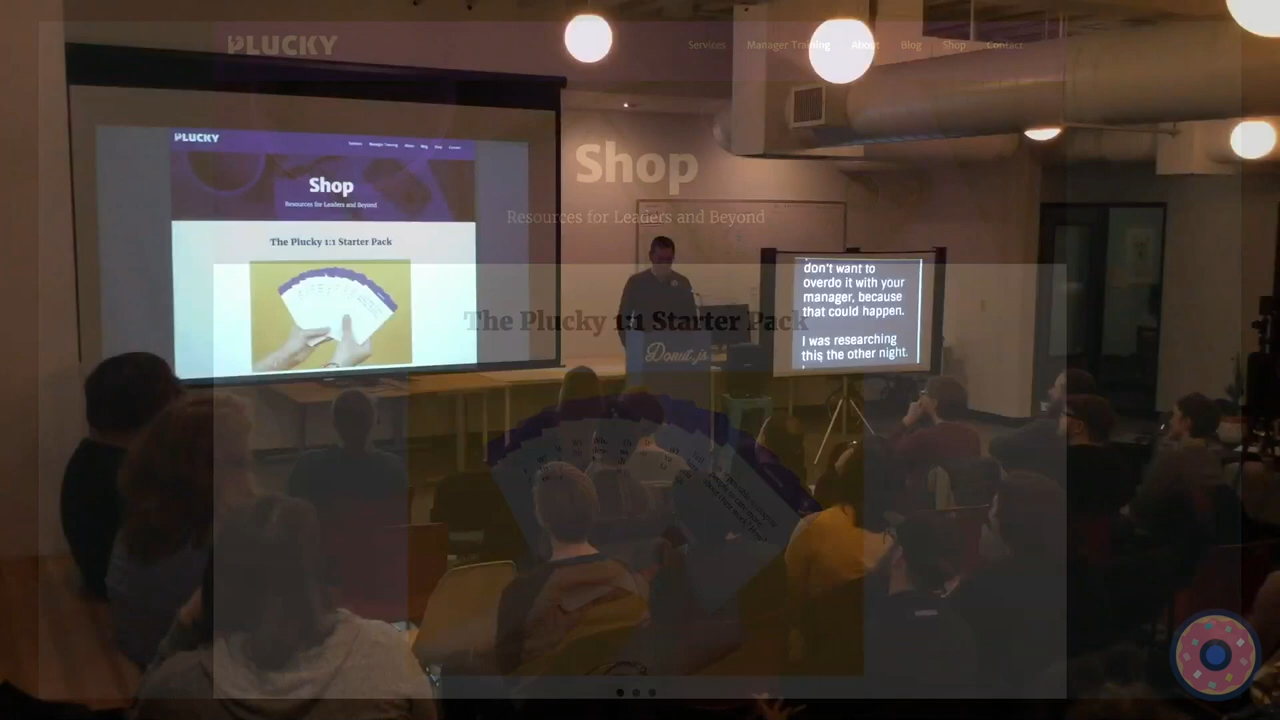 PLUCKY
Services Manager Training About Blog Shop Contact
PLUCKY
Shop
Resources for Leaders and Beyond
The Plucky 1:1 Starter Pack
Shop
Resources for Leaders and Beyond
The Plucky 1:1 Starter Pack
don't want to
overdo it with your
manager, because
that could happen.
I was researching
this the other night.
Donut.js